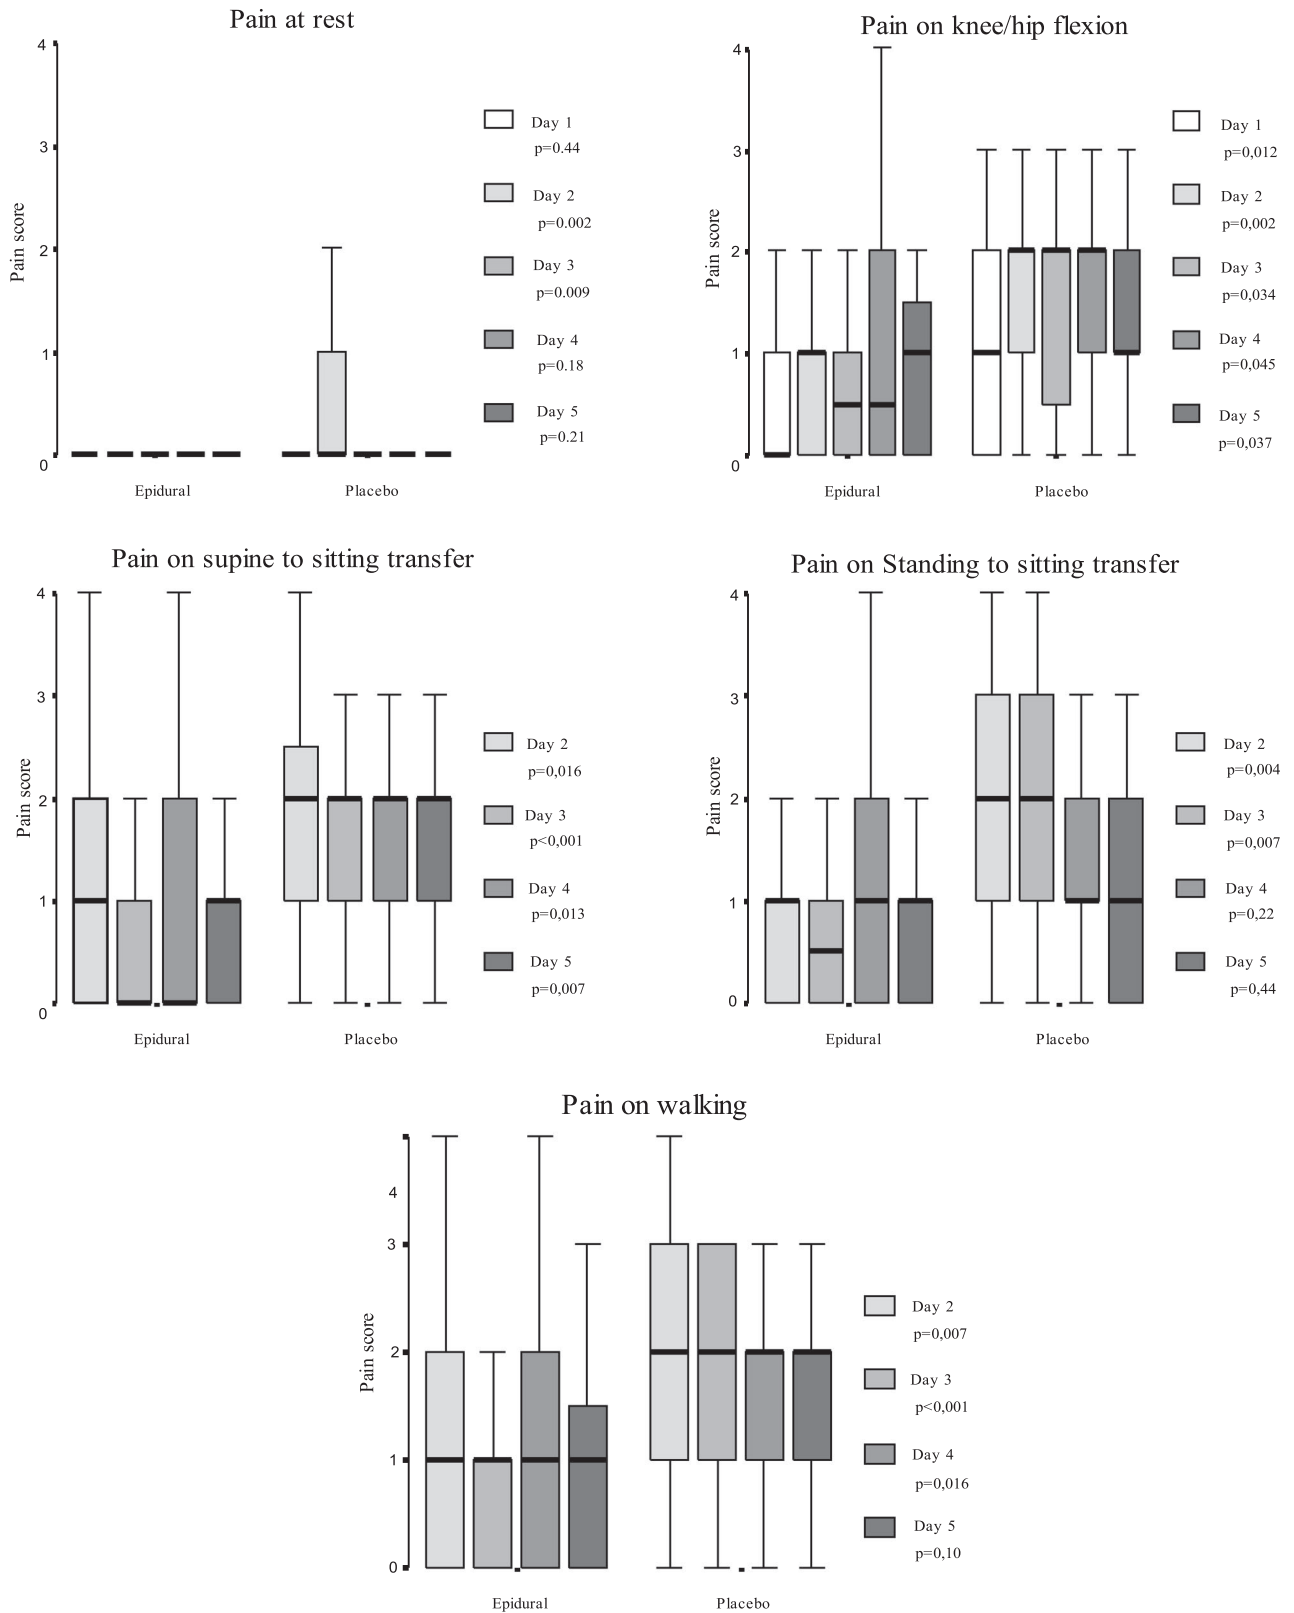 Pain at rest
4
3
2
1
0
Pain score
Epidural
Placebo
Day 1
p=0.44
Day 2
p=0.002
Day 3
p=0.009
Day 4
p=0.18
Day 5
p=0.21
Pain on knee/hip flexion
4
3
2
1
0
Pain score
Epidural
Placebo
Day 1
p=0,012
Day 2
p=0,002
Day 3
p=0,034
Day 4
p=0,045
Day 5
p=0,037
Pain on supine to sitting transfer
4
3
2
1
0
Pain score
Epidural
Placebo
Day 2
p=0,016
Day 3
p<0,001
Day 4
p=0,013
Day 5
p=0,007
Pain on Standing to sitting transfer
4
3
2
1
0
Pain score
Epidural
Placebo
Day 2
p=0,004
Day 3
p=0,007
Day 4
p=0,22
Day 5
p=0,44
Pain on walking
4
3
2
1
0
Pain score
Epidural
Placebo
Day 2
p=0,007
Day 3
p<0,001
Day 4
p=0,016
Day 5
p=0,10